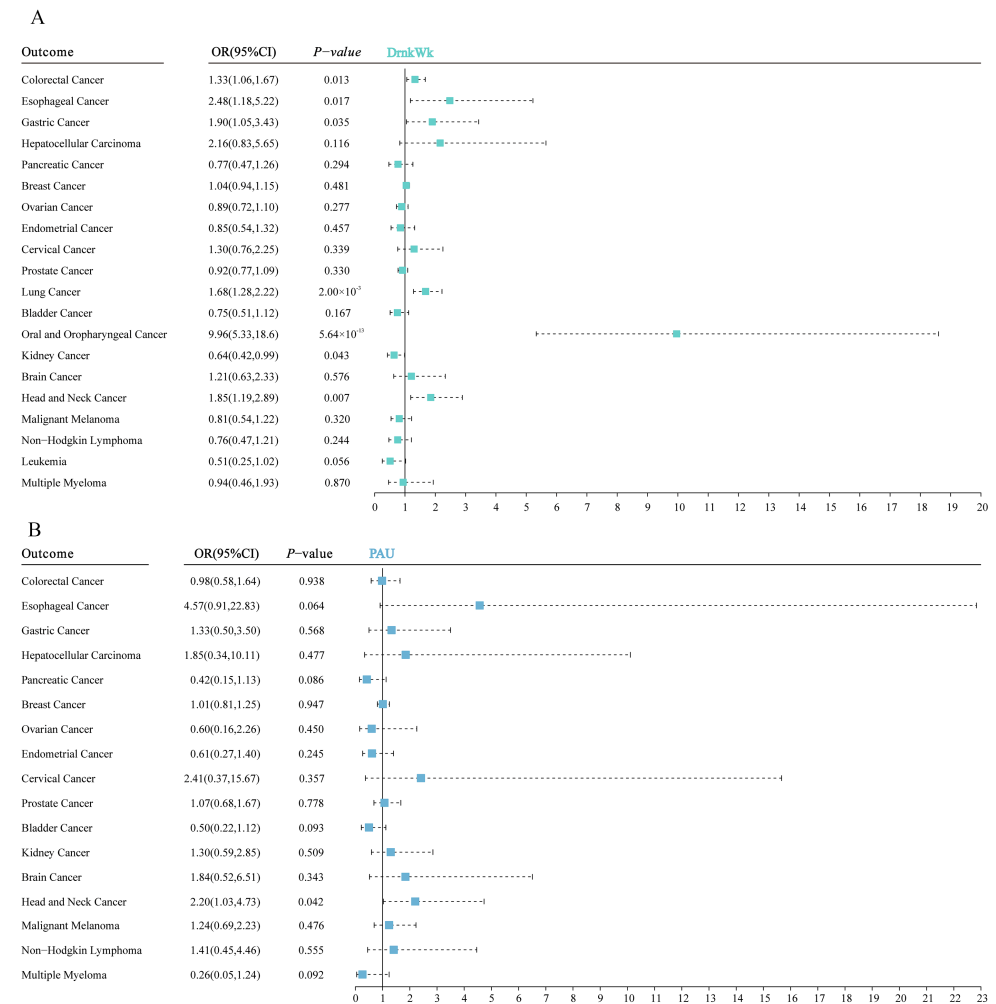 A
Outcome OR(95%CI) P−value DrnkWk
Colorectal Cancer 1.33(1.06,1.67) 0.013
Esophageal Cancer 2.48(1.18,5.22) 0.017
Gastric Cancer 1.90(1.05,3.43) 0.035
Hepatocellular Carcinoma 2.16(0.83,5.65) 0.116
Pancreatic Cancer 0.77(0.47,1.26) 0.294
Breast Cancer 1.04(0.94,1.15) 0.481
Ovarian Cancer 0.89(0.72,1.10) 0.277
Endometrial Cancer 0.85(0.54,1.32) 0.457
Cervical Cancer 1.30(0.76,2.25) 0.339
Prostate Cancer 0.92(0.77,1.09) 0.330
Lung Cancer 1.68(1.28,2.22) 2.00×10⁻³
Bladder Cancer 0.75(0.51,1.12) 0.167
Oral and Oropharyngeal Cancer 9.96(5.33,18.6) 5.64×10⁻¹³
Kidney Cancer 0.64(0.42,0.99) 0.043
Brain Cancer 1.21(0.63,2.33) 0.576
Head and Neck Cancer 1.85(1.19,2.89) 0.007
Malignant Melanoma 0.81(0.54,1.22) 0.320
Non−Hodgkin Lymphoma 0.76(0.47,1.21) 0.244
Leukemia 0.51(0.25,1.02) 0.056
Multiple Myeloma 0.94(0.46,1.93) 0.870
0 1 2 3 4 5 6 7 8 9 10 11 12 13 14 15 16 17 18 19 20
B
Outcome OR(95%CI) P−value PAU
Colorectal Cancer 0.98(0.58,1.64) 0.938
Esophageal Cancer 4.57(0.91,22.83) 0.064
Gastric Cancer 1.33(0.50,3.50) 0.568
Hepatocellular Carcinoma 1.85(0.34,10.11) 0.477
Pancreatic Cancer 0.42(0.15,1.13) 0.086
Breast Cancer 1.01(0.81,1.25) 0.947
Ovarian Cancer 0.60(0.16,2.26) 0.450
Endometrial Cancer 0.61(0.27,1.40) 0.245
Cervical Cancer 2.41(0.37,15.67) 0.357
Prostate Cancer 1.07(0.68,1.67) 0.778
Bladder Cancer 0.50(0.22,1.12) 0.093
Kidney Cancer 1.30(0.59,2.85) 0.509
Brain Cancer 1.84(0.52,6.51) 0.343
Head and Neck Cancer 2.20(1.03,4.73) 0.042
Malignant Melanoma 1.24(0.69,2.23) 0.476
Non−Hodgkin Lymphoma 1.41(0.45,4.46) 0.555
Multiple Myeloma 0.26(0.05,1.24) 0.092
0 1 2 3 4 5 6 7 8 9 10 11 12 13 14 15 16 17 18 19 20 21 22 23